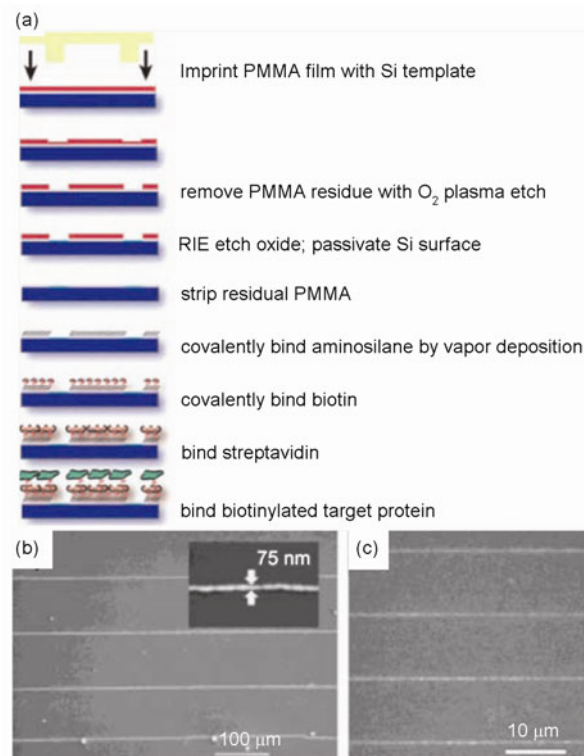 (a)
Imprint PMMA film with Si template
remove PMMA residue with O₂ plasma etch
RIE etch oxide; passivate Si surface
strip residual PMMA
covalently bind aminosilane by vapor deposition
covalently bind biotin
bind streptavidin
bind biotinylated target protein
(b)
75 nm
100 μm
(c)
10 μm